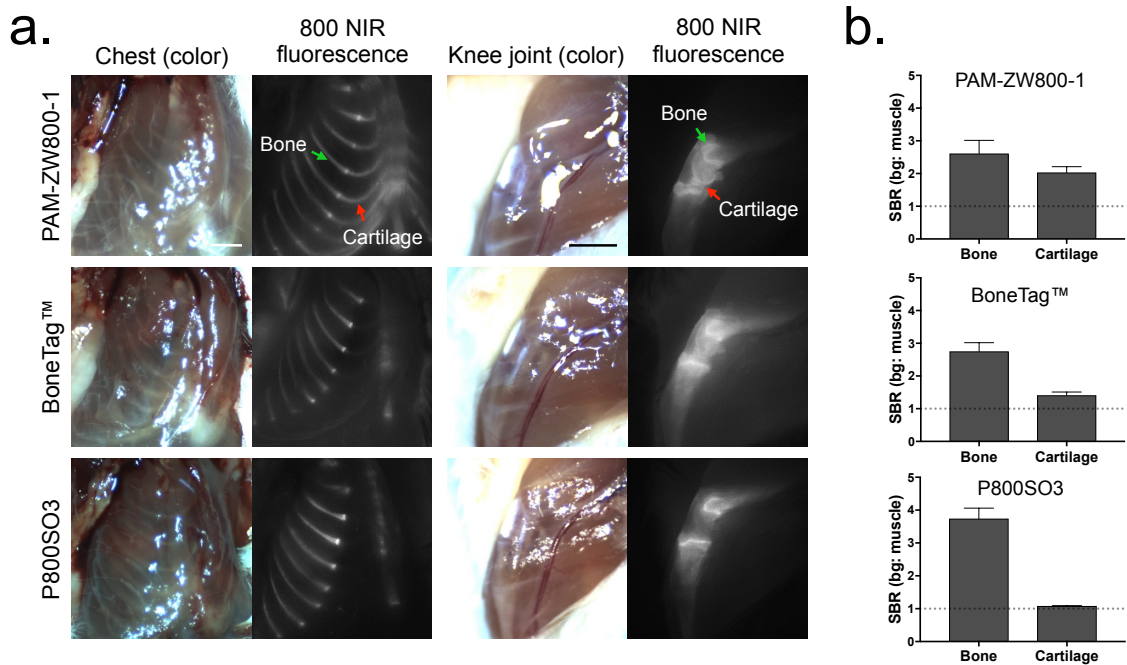 a.
Chest (color)
800 NIR
fluorescence
Knee joint (color)
800 NIR
fluorescence
PAM-ZW800-1
Bone
Cartilage
Bone
Cartilage
BoneTag™
P800SO3
b.
PAM-ZW800-1
SBR (bg: muscle)
5
4
3
2
1
0
Bone Cartilage
BoneTag™
SBR (bg: muscle)
5
4
3
2
1
0
Bone Cartilage
P800SO3
SBR (bg: muscle)
5
4
3
2
1
0
Bone Cartilage